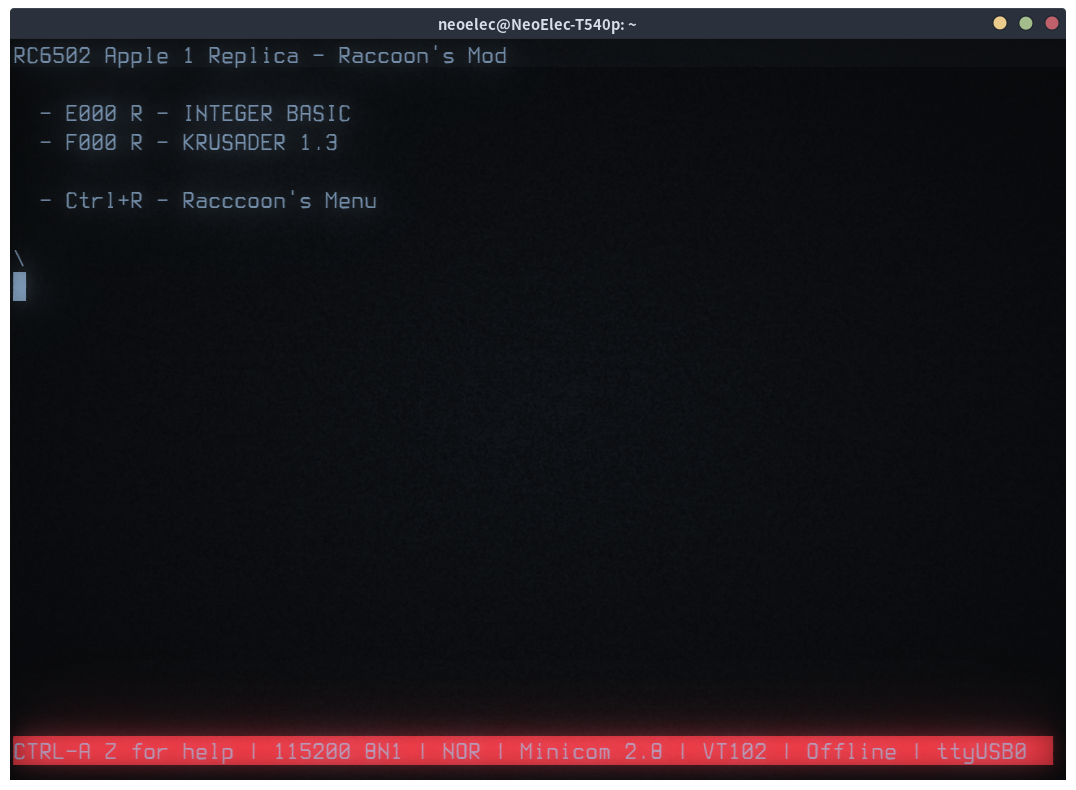 neoelec@NeoElec-T540p: ~
RC6502 Apple 1 Replica - Raccoon's Mod
- E000 R - INTEGER BASIC
- F000 R - KRUSADER 1.3
- Ctrl+R - Racccoon's Menu
\
CTRL-A Z for help | 115200 8N1 | NOR | Minicom 2.8 | VT102 | Offline | ttyUSB0